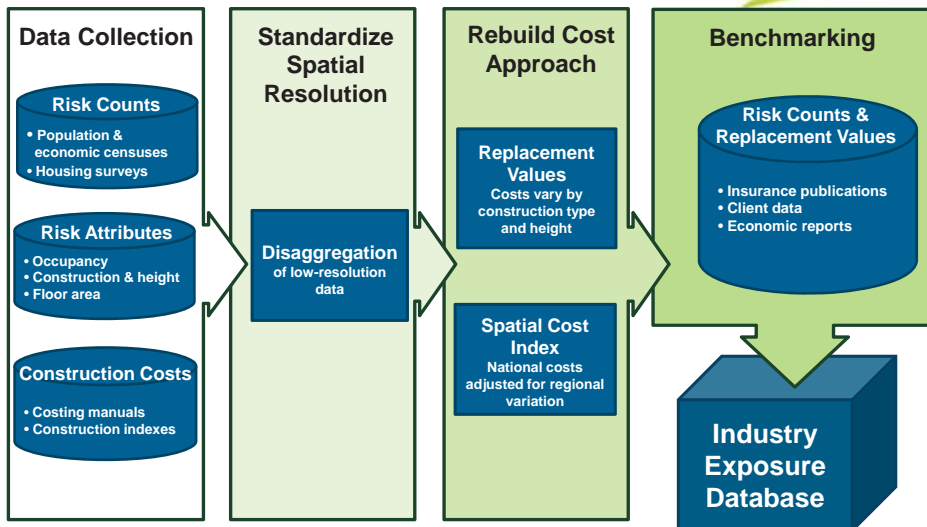 Data Collection
Risk Counts
• Population &
economic censuses
• Housing surveys
Risk Attributes
• Occupancy
• Construction & height
• Floor area
Construction Costs
• Costing manuals
• Construction indexes
Standardize
Spatial
Resolution
Disaggregation
of low-resolution
data
Rebuild Cost
Approach
Replacement
Values
Costs vary by
construction type
and height
Spatial Cost
Index
National costs
adjusted for regional
variation
Benchmarking
Risk Counts &
Replacement Values
• Insurance publications
• Client data
• Economic reports
Industry
Exposure
Database